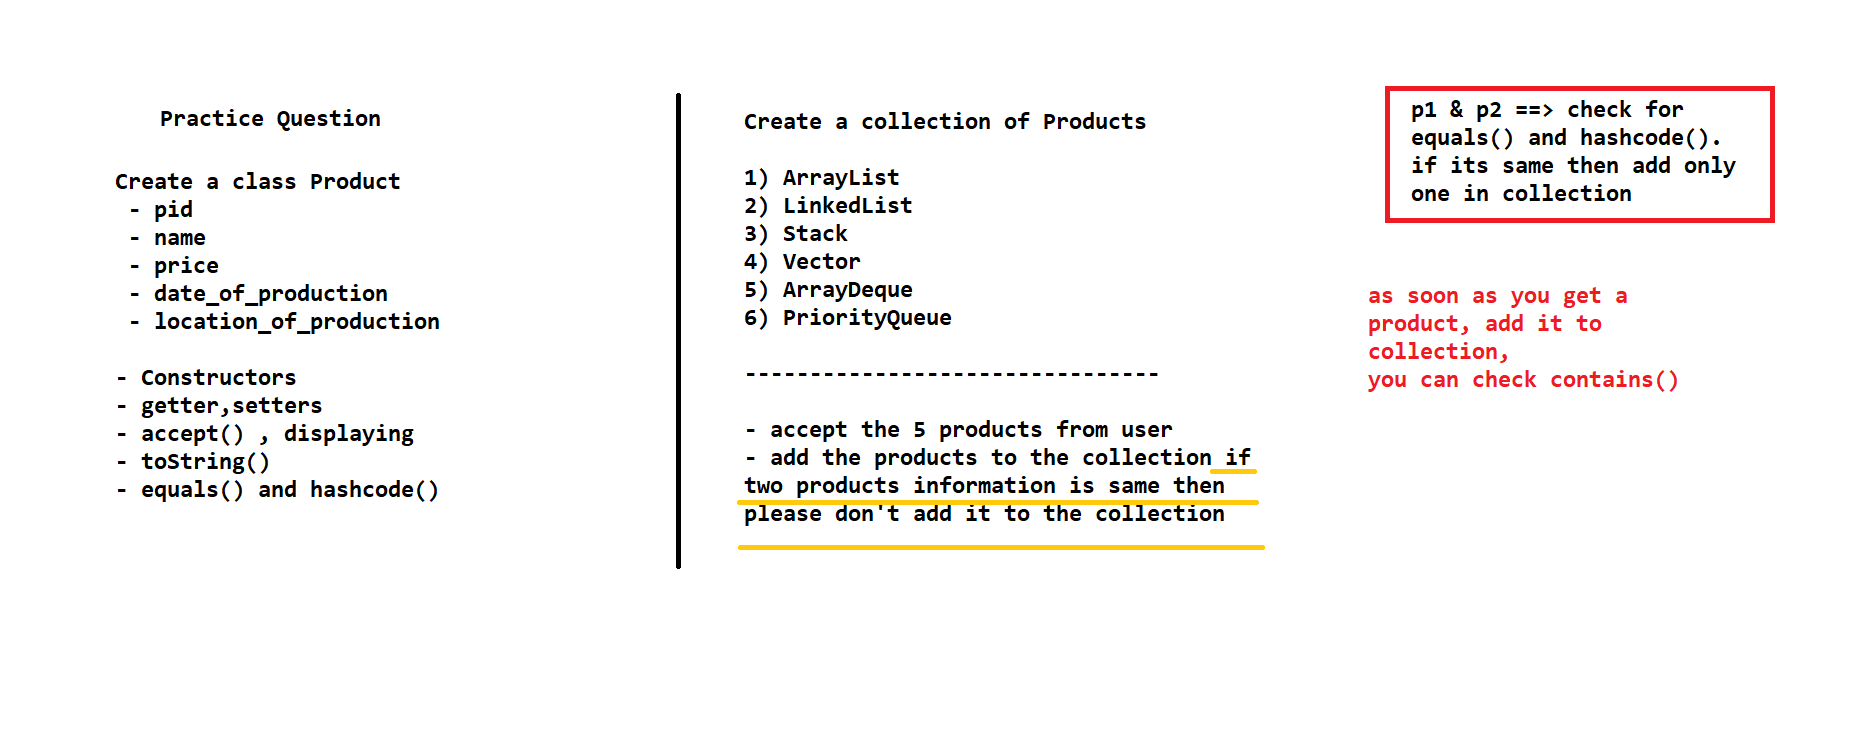 Practice Question
Create a class Product
- pid
- name
- price
- date_of_production
- location_of_production
- Constructors
- getter,setters
- accept() , displaying
- toString()
- equals() and hashcode()
Create a collection of Products
1) ArrayList
2) LinkedList
3) Stack
4) Vector
5) ArrayDeque
6) PriorityQueue
--------------------------------
- accept the 5 products from user
- add the products to the collection if
two products information is same then
please don't add it to the collection
p1 & p2 ==> check for
equals() and hashcode().
if its same then add only
one in collection
as soon as you get a
product, add it to
collection,
you can check contains()